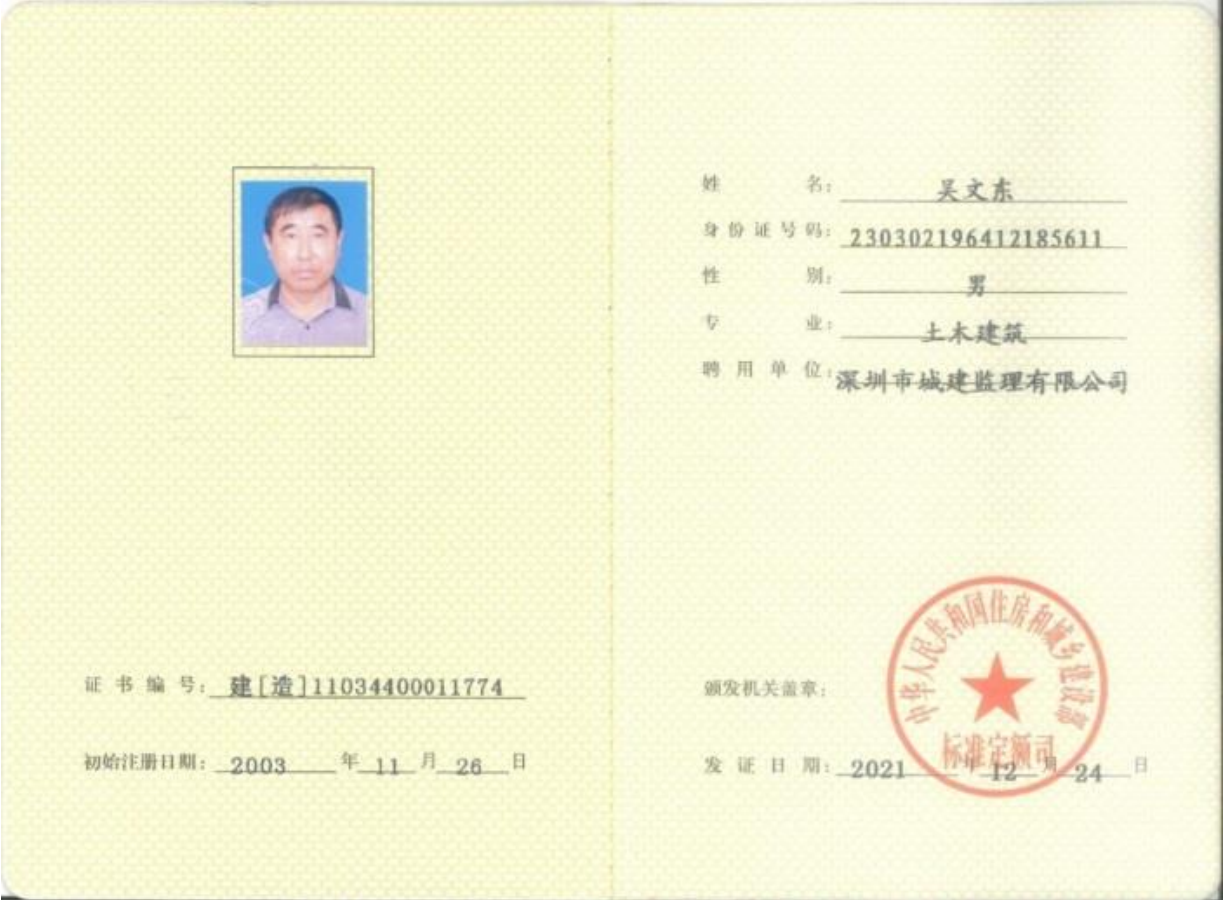 证书编号：建[造]11034400011774
初始注册日期：2003年11月26日
姓名：吴文东
身份证号码：230302196412185611
性别：男
专业：土木建筑
聘用单位：深圳市城建监理有限公司
颁发机关盖章：
中华人民共和国住房和城乡建设部
标准定额司
发证日期：2021年12月24日